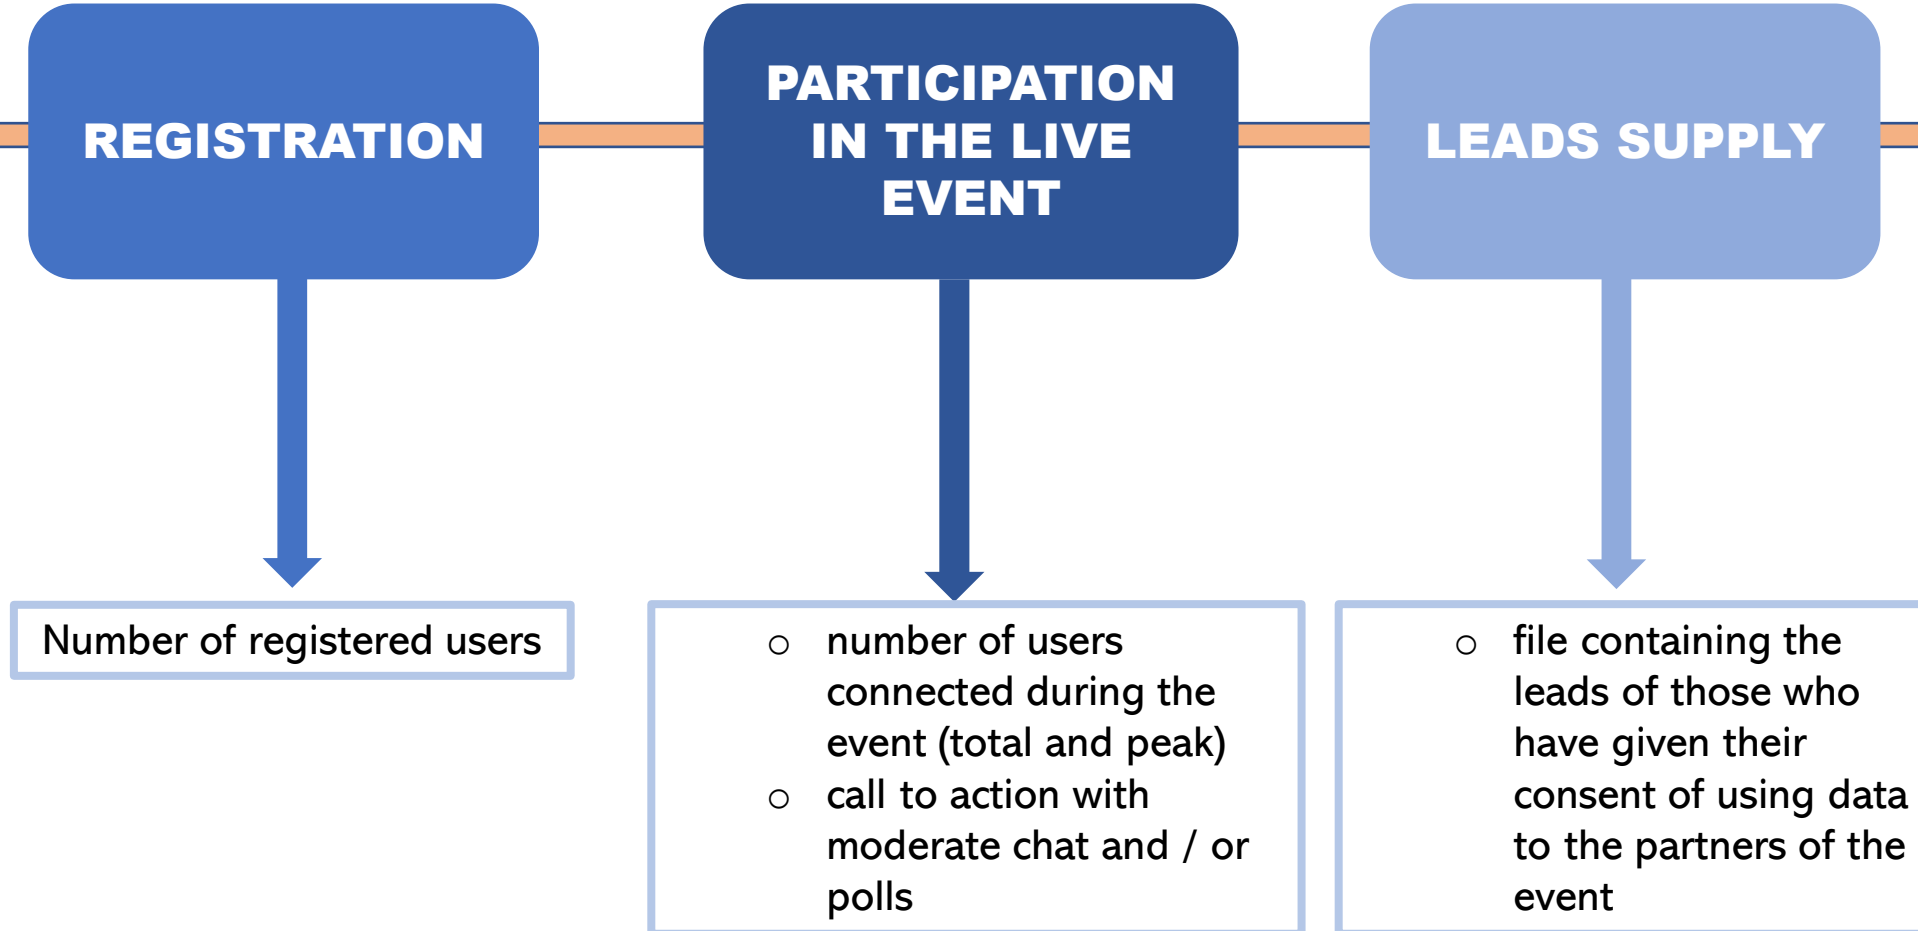 REGISTRATION
PARTICIPATION
IN THE LIVE
EVENT
LEADS SUPPLY
Number of registered users
o number of users
connected during the
event (total and peak)
o call to action with
moderate chat and / or
polls
o file containing the
leads of those who
have given their
consent of using data
to the partners of the
event